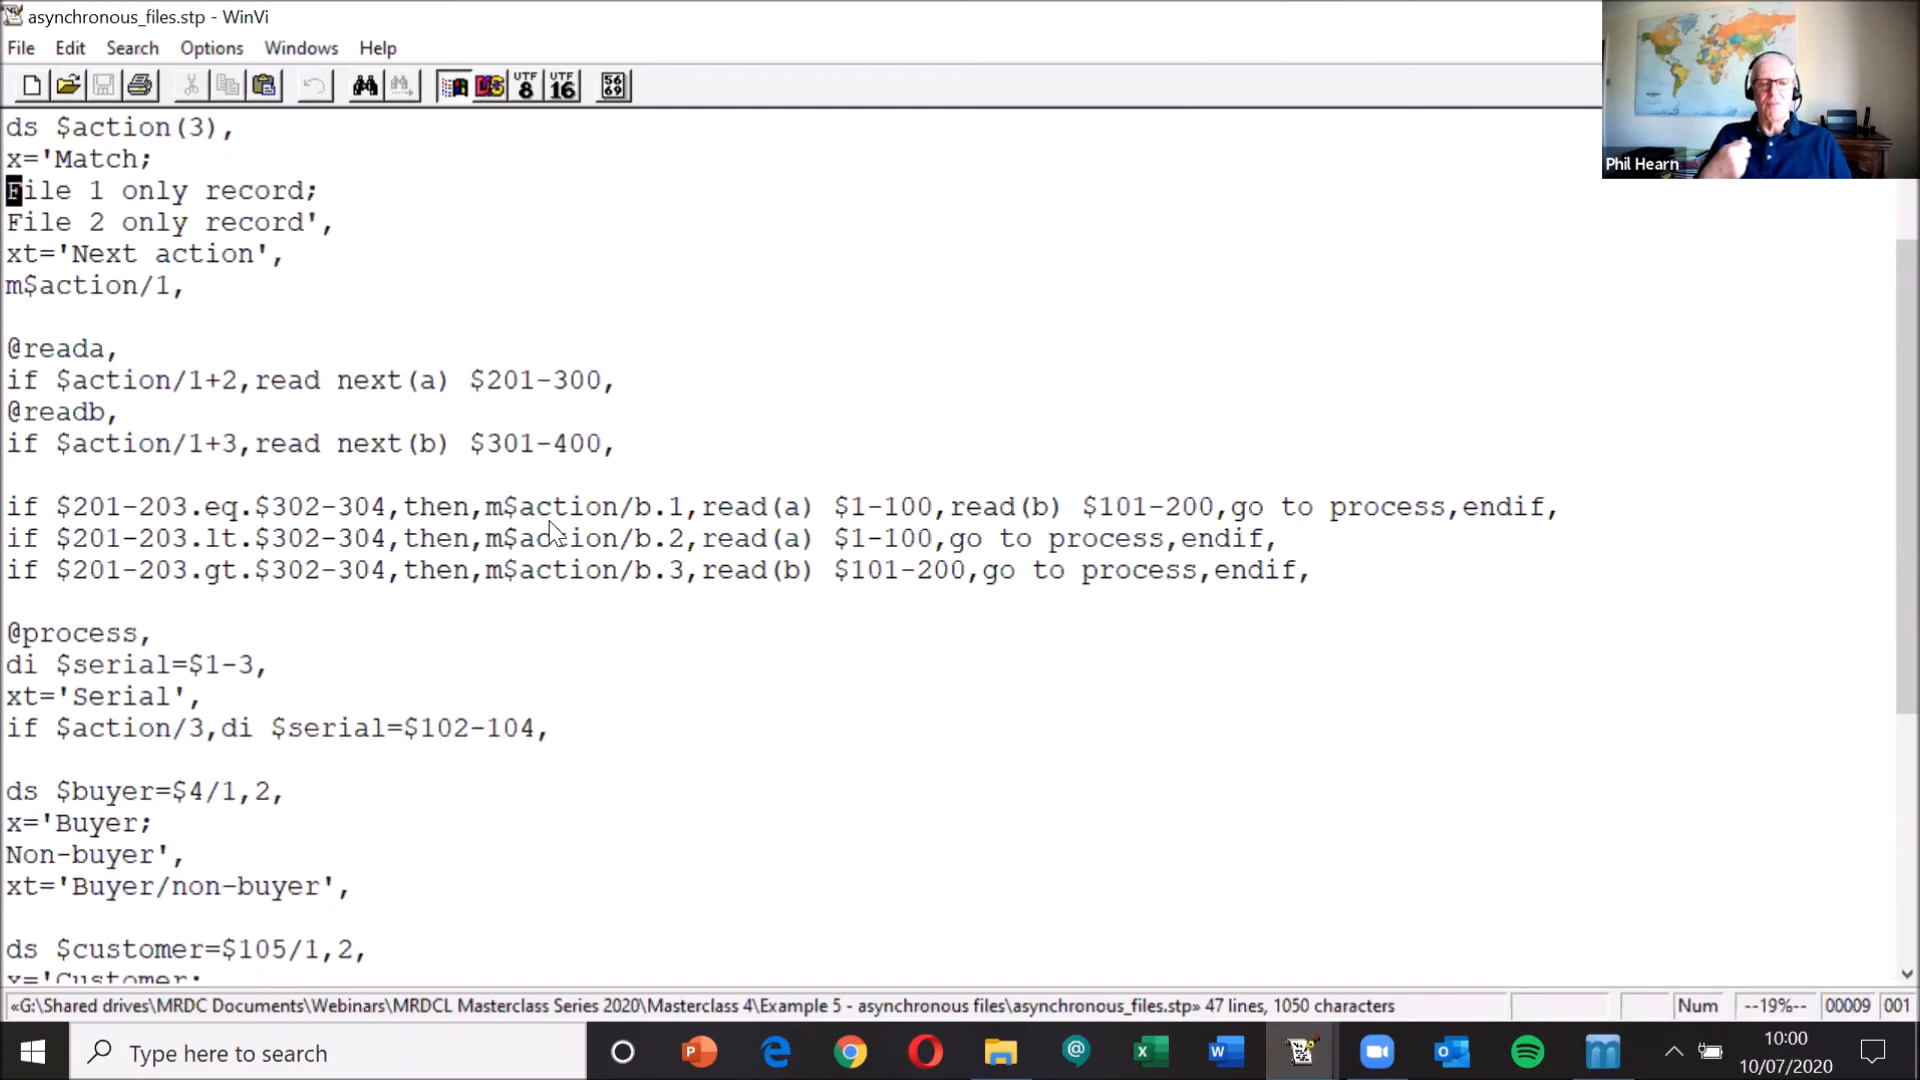 asynchronous_files.stp - WinVi
File Edit Search Options Windows Help
UTF 8 UTF 16 56 69
ds $action(3),
x='Match;
File 1 only record;
File 2 only record',
xt='Next action',
m$action/1,
@reada,
if $action/1+2,read next(a) $201-300,
@readb,
if $action/1+3,read next(b) $301-400,
if $201-203.eq.$302-304,then,m$action/b.1,read(a) $1-100,read(b) $101-200,go to process,endif,
if $201-203.lt.$302-304,then,m$action/b.2,read(a) $1-100,go to process,endif,
if $201-203.gt.$302-304,then,m$action/b.3,read(b) $101-200,go to process,endif,
@process,
di $serial=$1-3,
xt='Serial',
if $action/3,di $serial=$102-104,
ds $buyer=$4/1,2,
x='Buyer;
Non-buyer',
xt='Buyer/non-buyer',
ds $customer=$105/1,2,
x='Customer;
Phil Hearn
«G:\Shared drives\MRDC Documents\Webinars\MRDCL Masterclass Series 2020\Masterclass 4\Example 5 - asynchronous files\asynchronous_files.stp» 47 lines, 1050 characters
Num --19%-- 00009 001
Type here to search
10:00
10/07/2020